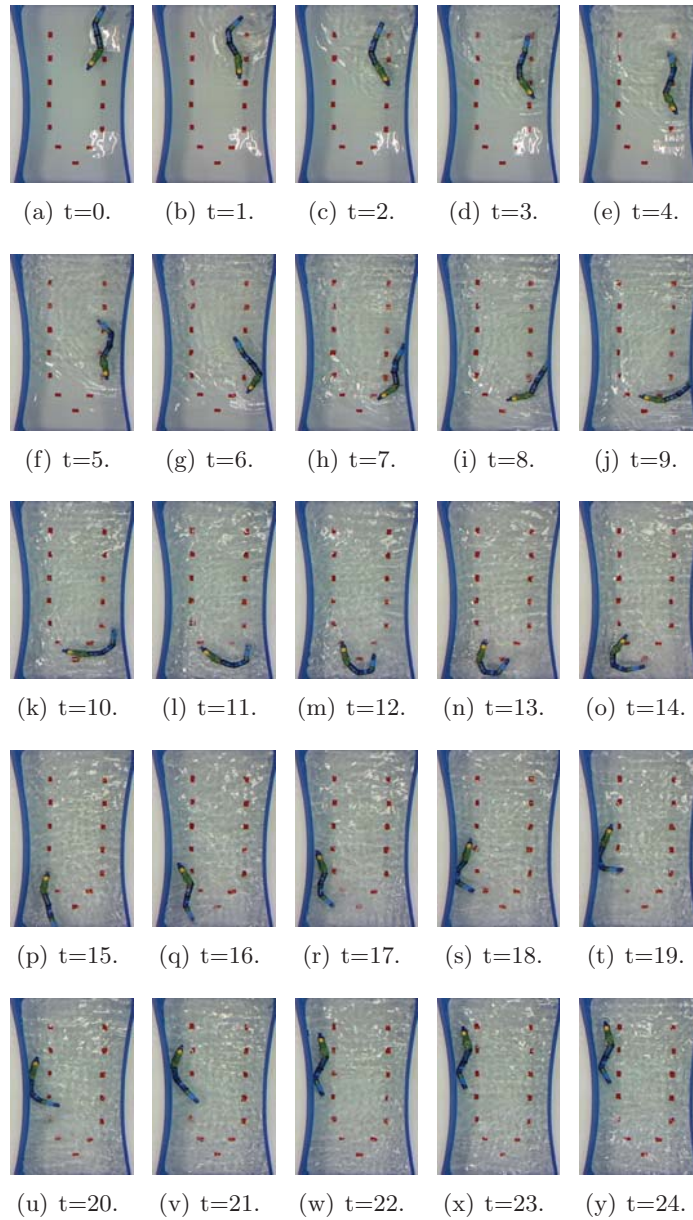 (a) t=0. (b) t=1. (c) t=2. (d) t=3. (e) t=4.
(f) t=5. (g) t=6. (h) t=7. (i) t=8. (j) t=9.
(k) t=10. (l) t=11. (m) t=12. (n) t=13. (o) t=14.
(p) t=15. (q) t=16. (r) t=17. (s) t=18. (t) t=19.
(u) t=20. (v) t=21. (w) t=22. (x) t=23. (y) t=24.